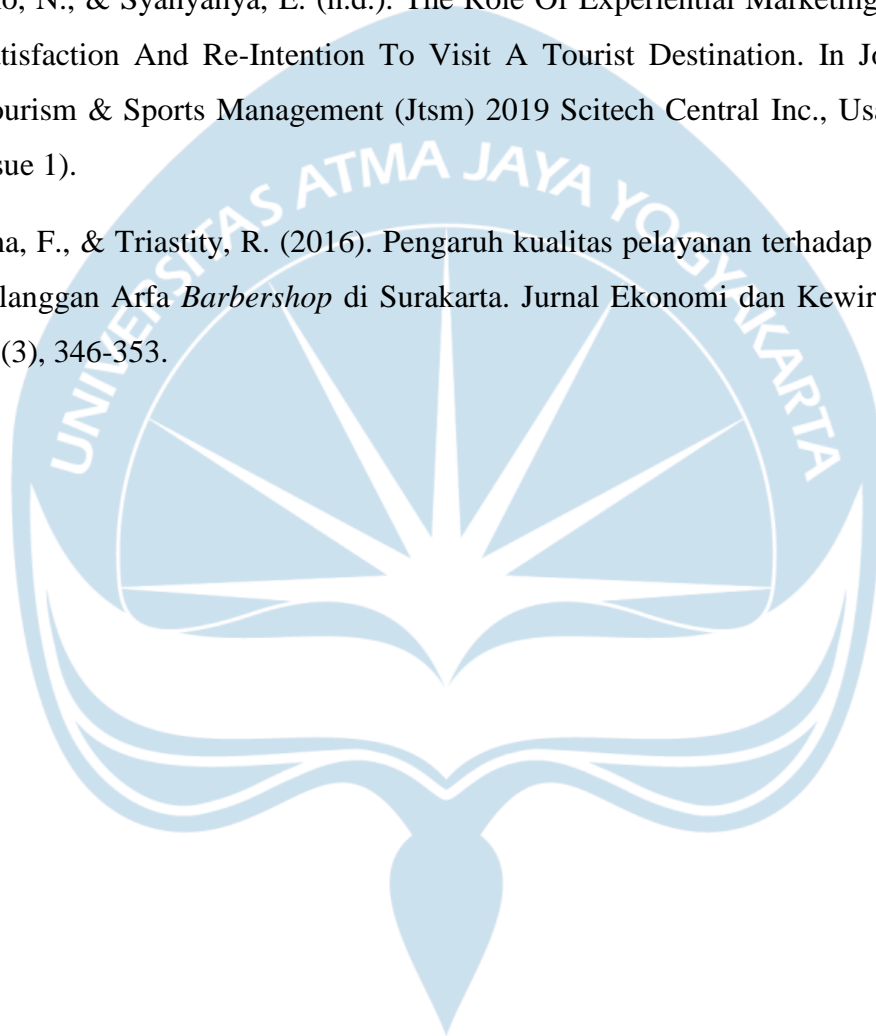 N., & E. (n.d.). The Role Of Experiential Marketing
tisfaction And Re-Intention To Visit A Tourist Destination. In Jo
ourism & Sports Management (Jtsm) 2019 Scitech Central Inc., Usa
sue 1).
UNIVERSITAS ATMA JAYA YOGYAKARTA
na, F., & Triastity, R. (2016). Pengaruh kualitas pelayanan terhadap
langgan Arfa Barbershop di Surakarta. Jurnal Ekonomi dan Kewir
(3), 346-353.